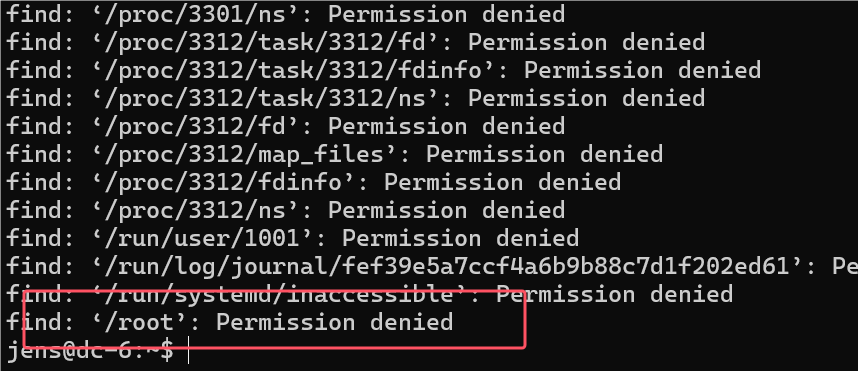 find: ‘/proc/3301/ns’: Permission denied
find: ‘/proc/3312/task/3312/fd’: Permission denied
find: ‘/proc/3312/task/3312/fdinfo’: Permission denied
find: ‘/proc/3312/task/3312/ns’: Permission denied
find: ‘/proc/3312/fd’: Permission denied
find: ‘/proc/3312/map_files’: Permission denied
find: ‘/proc/3312/fdinfo’: Permission denied
find: ‘/proc/3312/ns’: Permission denied
find: ‘/run/user/1001’: Permission denied
find: ‘/run/log/journal/fef39e5a7ccf4a6b9b88c7d1f202ed61’: Pe
find: ‘/run/systemd/inaccessible’: Permission denied
find: ‘/root’: Permission denied
jens@dc-6:~$